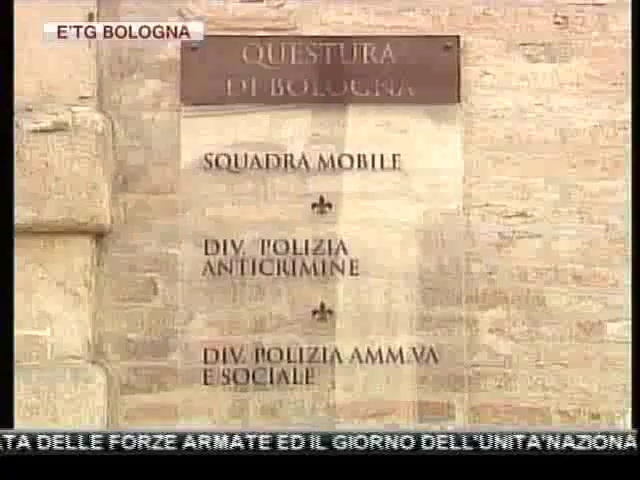 E'TG BOLOGNA
QUESTURA
DI BOLOGNA
SQUADRA MOBILE
DIV. POLIZIA
ANTICRIMINE
DIV. POLIZIA AMM.VA
E SOCIALE
ATA DELLE FORZE ARMATE ED IL GIORNO DELL'UNITA'NAZIONA